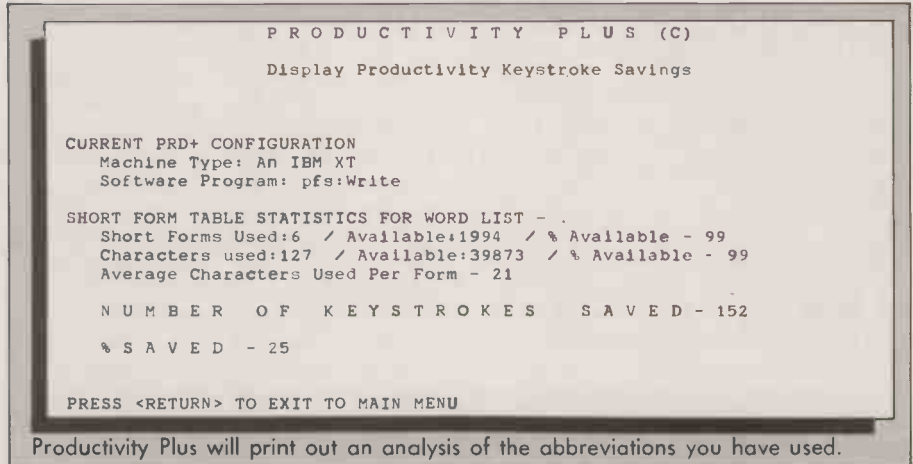 P R O D U C T I V I T Y P L U S (C)
Display Productivity Keystroke Savings
CURRENT PRD+ CONFIGURATION
Machine Type: An IBM XT
Software Program: pfs:Write
SHORT FORM TABLE STATISTICS FOR WORD LIST - .
Short Forms Used:6 / Available:1994 / % Available - 99
Characters used:127 / Available:39873 / % Available - 99
Average Characters Used Per Form - 21
N U M B E R O F K E Y S T R O K E S S A V E D - 152
% S A V E D - 25
PRESS <RETURN> TO EXIT TO MAIN MENU
Productivity Plus will print out an analysis of the abbreviations you have used.